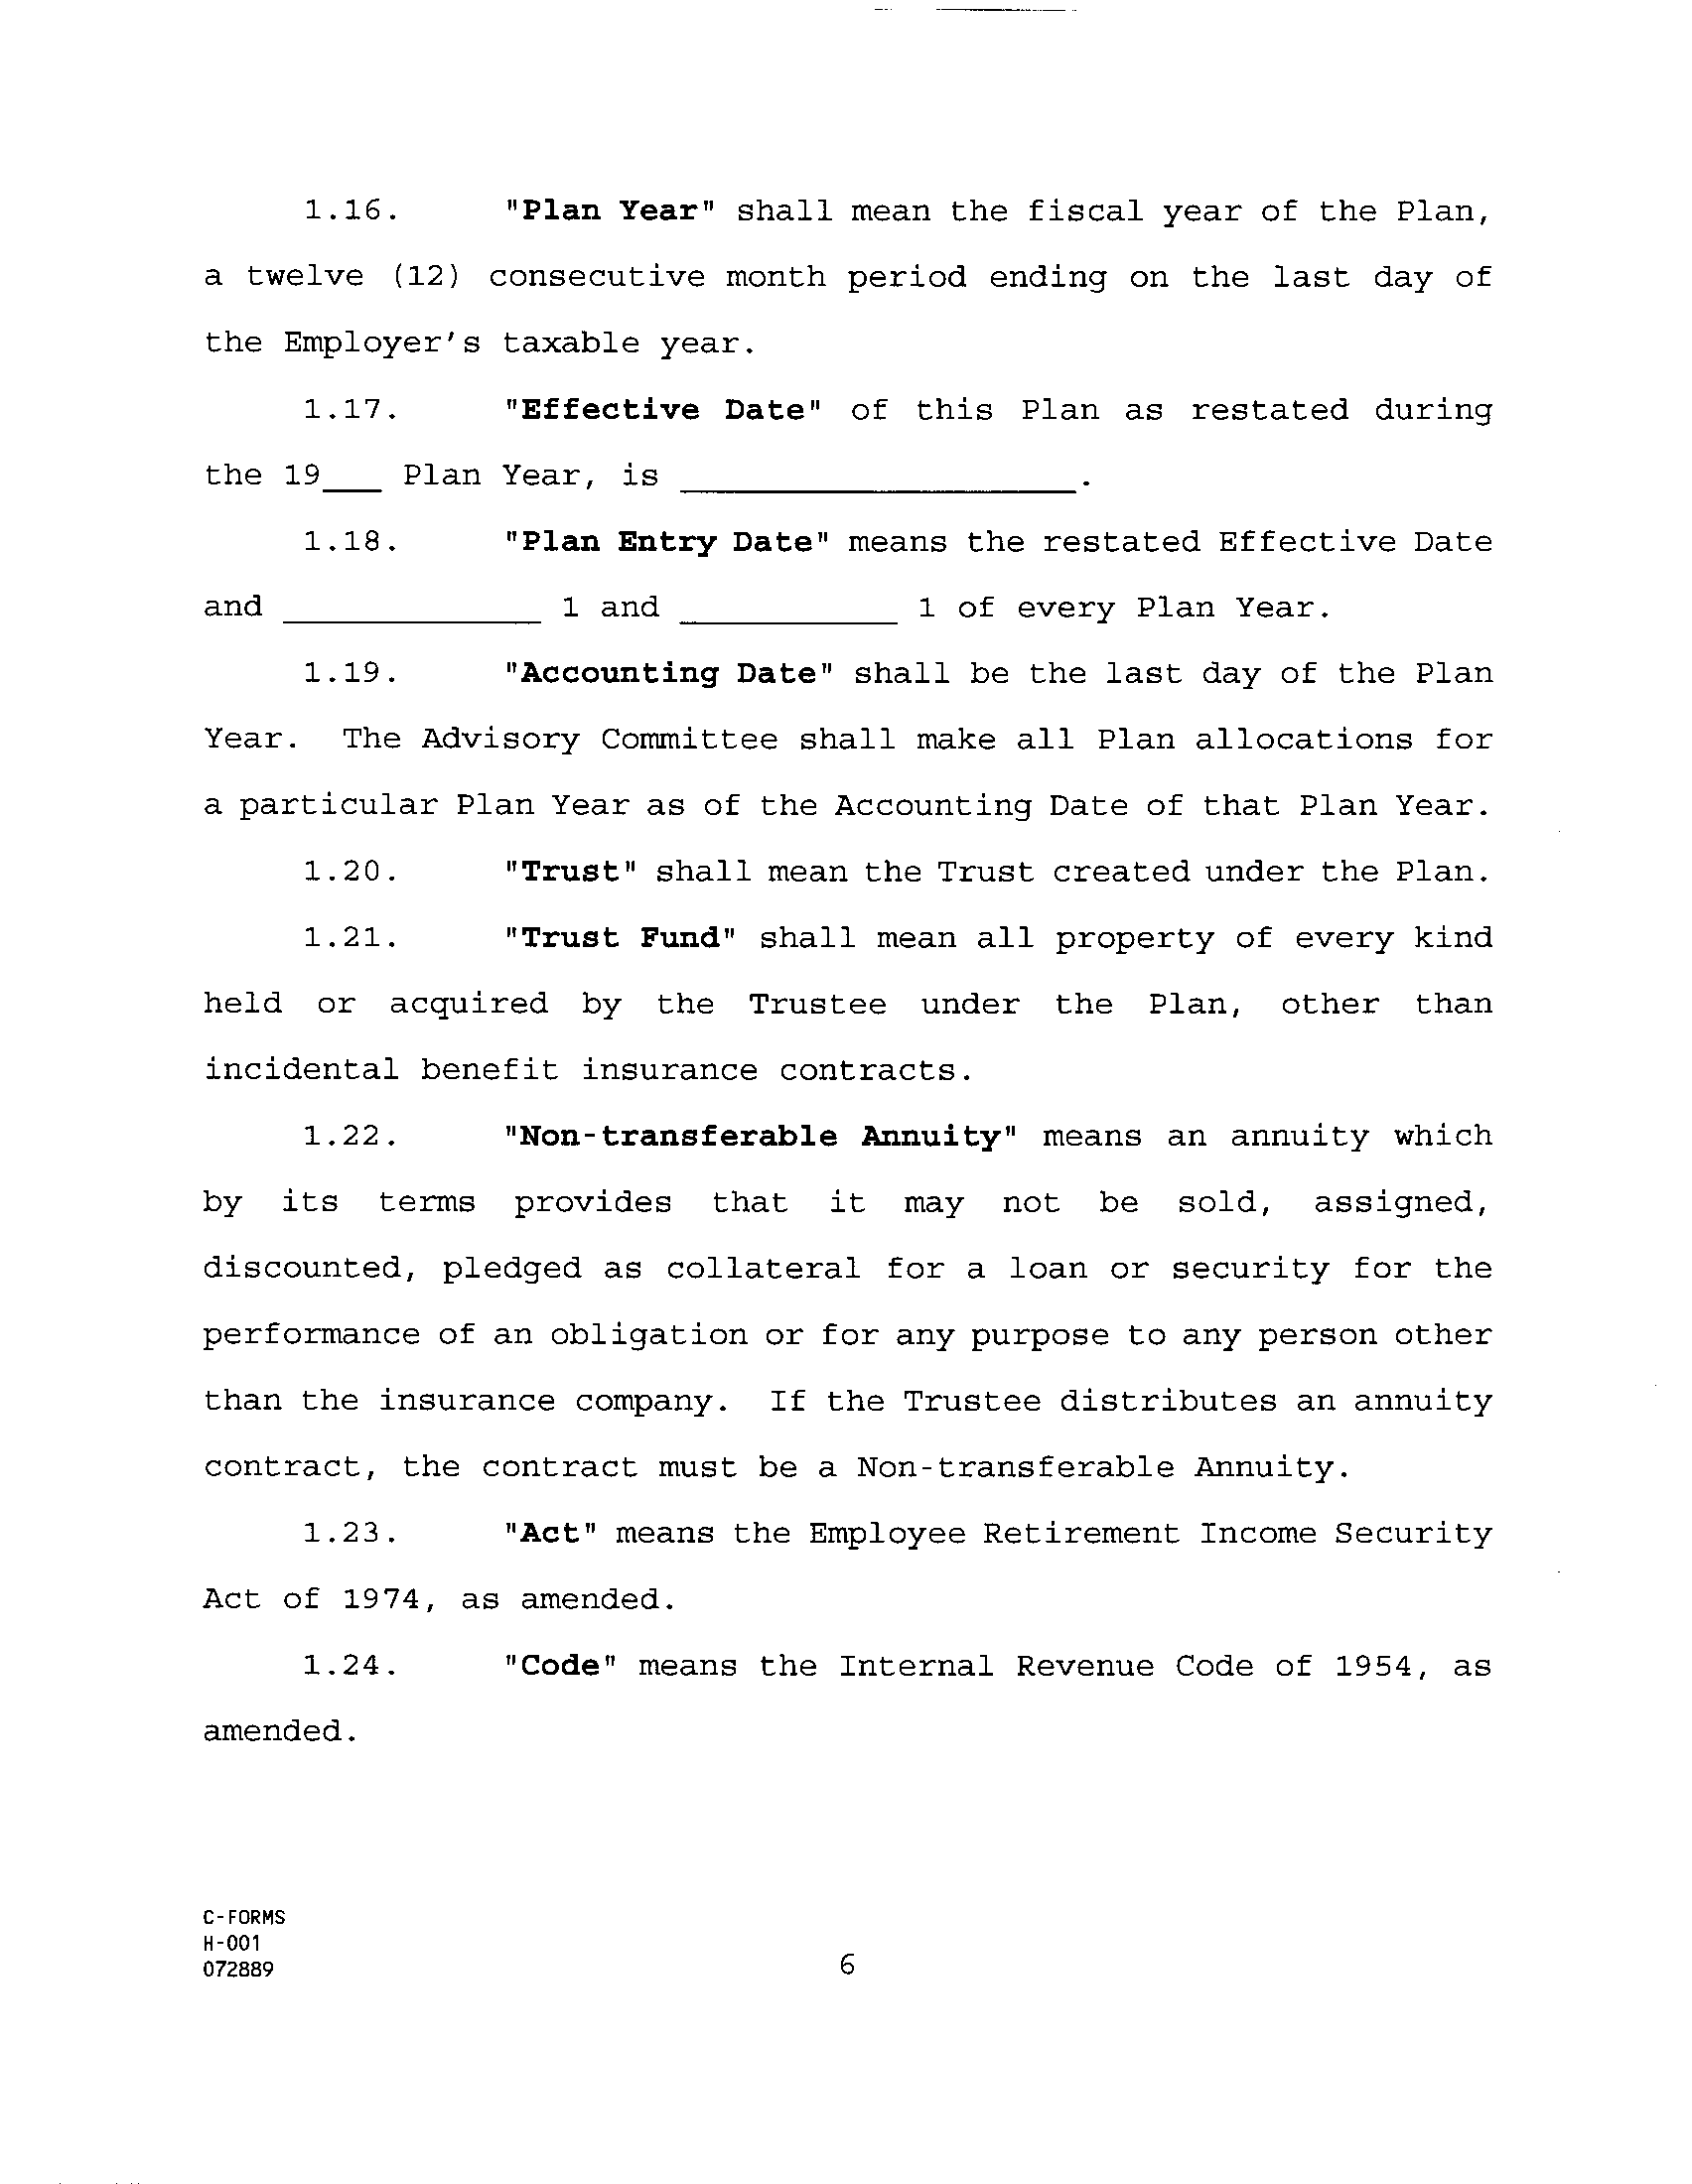 1.16. "Plan Year" shall mean the fiscal year of the Plan,
a twelve (12) consecutive month period ending on the last day of
the Employer's taxable year.
1.17. "Effective Date" of this Plan as restated during
the 19___ Plan Year, is ____________________.
1.18. "Plan Entry Date" means the restated Effective Date
and _____________ 1 and ___________ 1 of every Plan Year.
1.19. "Accounting Date" shall be the last day of the Plan
Year. The Advisory Committee shall make all Plan allocations for
a particular Plan Year as of the Accounting Date of that Plan Year.
1.20. "Trust" shall mean the Trust created under the Plan.
1.21. "Trust Fund" shall mean all property of every kind
held or acquired by the Trustee under the Plan, other than
incidental benefit insurance contracts.
1.22. "Non-transferable Annuity" means an annuity which
by its terms provides that it may not be sold, assigned,
discounted, pledged as collateral for a loan or security for the
performance of an obligation or for any purpose to any person other
than the insurance company. If the Trustee distributes an annuity
contract, the contract must be a Non-transferable Annuity.
1.23. "Act" means the Employee Retirement Income Security
Act of 1974, as amended.
1.24. "Code" means the Internal Revenue Code of 1954, as
amended.
C-FORMS
H-001
072889
6